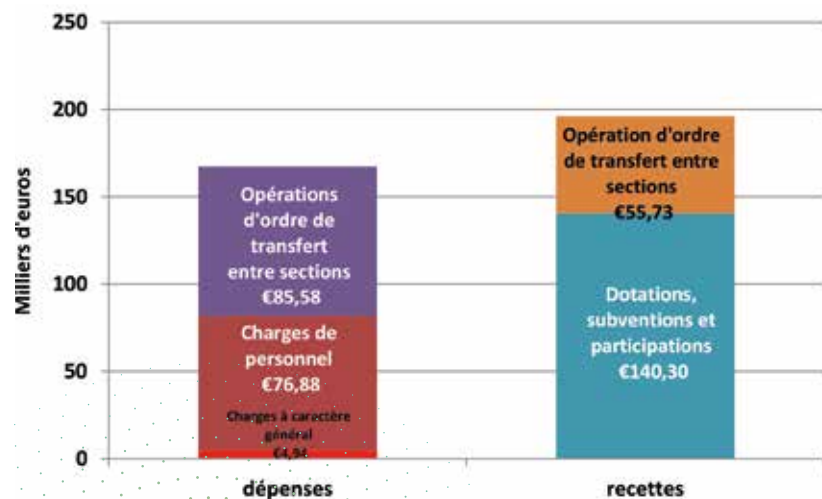 250
200
150
100
50
0
Milliers d'euros
Opérations
d'ordre de
transfert
entre sections
€85,58
Charges de
personnel
€76,88
Charges à caractère
général
€4,94
dépenses
Opération d'ordre
de transfert entre
sections
€55,73
Dotations,
subventions et
participations
€140,30
recettes